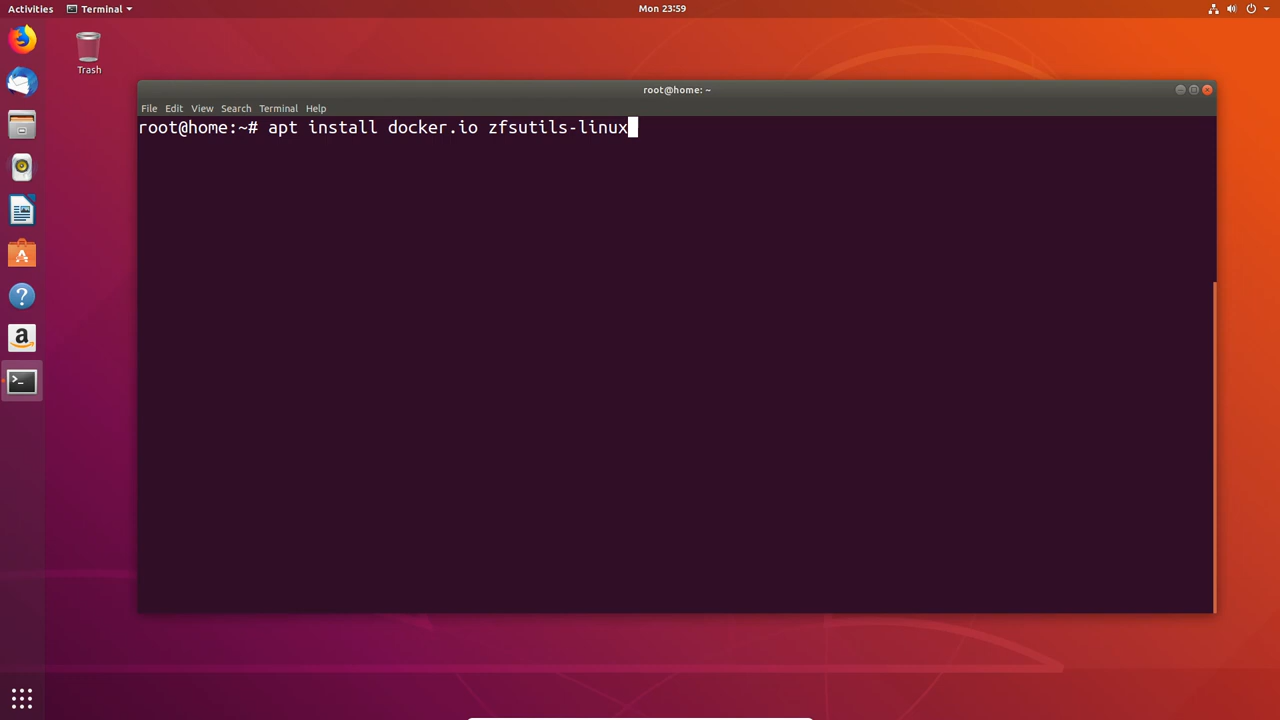 Activities Terminal Mon 23:59
Trash
root@home: ~
File Edit View Search Terminal Help
root@home:~# apt install docker.io zfsutils-linux